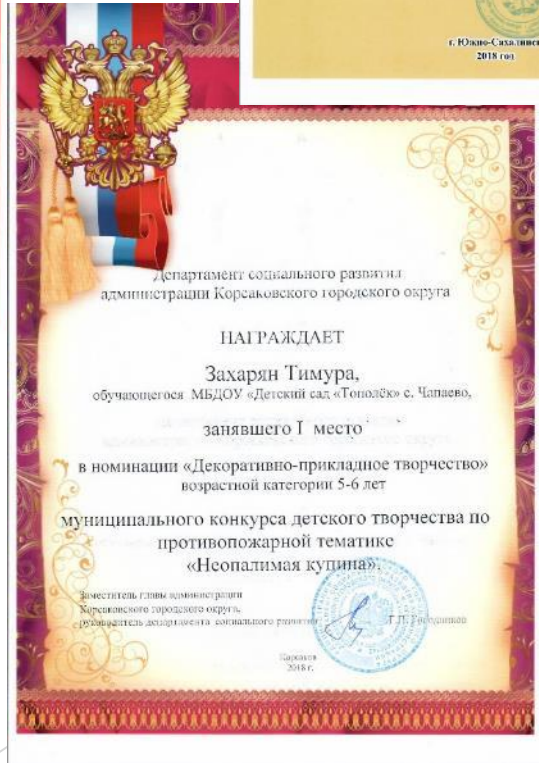 г. Южно-Сахалинск
2018 год
Департамент социального развития
администрации Корсаковского городского округа
НАГРАЖДАЕТ
Захарян Тимура,
обучающегося МБДОУ «Детский сад «Тополёк» с. Чапаево,
занявшего I место
в номинации «Декоративно-прикладное творчество»
возрастной категории 5-6 лет
муниципального конкурса детского творчества по
противопожарной тематике
«Неопалимая купина».
Заместитель главы администрации
Корсаковского городского округа,
руководитель департамента социального развития
Корсаков
2018 г.